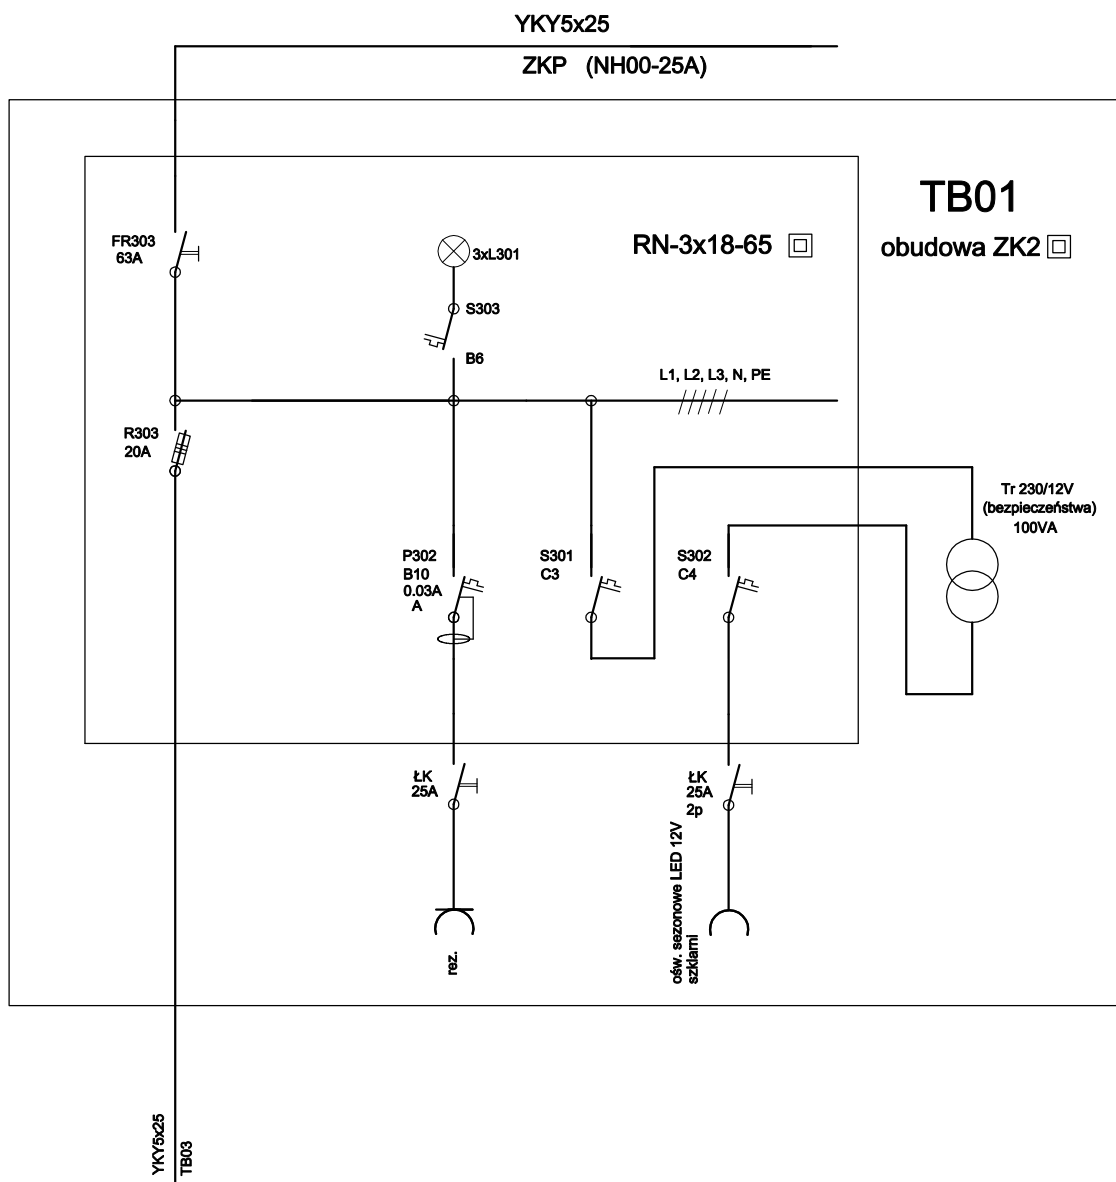 YKY5x25
ZKP (NH00-25A)
TB01
obudowa ZK2
RN-3x18-65
FR303
63A
3xL301
S303
B6
L1, L2, L3, N, PE
R303
20A
Tr 230/12V
(bezpieczeństwa)
100VA
P302
B10
0.03A
A
S301
C3
S302
C4
ŁK
25A
ŁK
25A
2p
rez.
ośw. sezonowe LED 12V
szklarni
YKY5x25
TB03